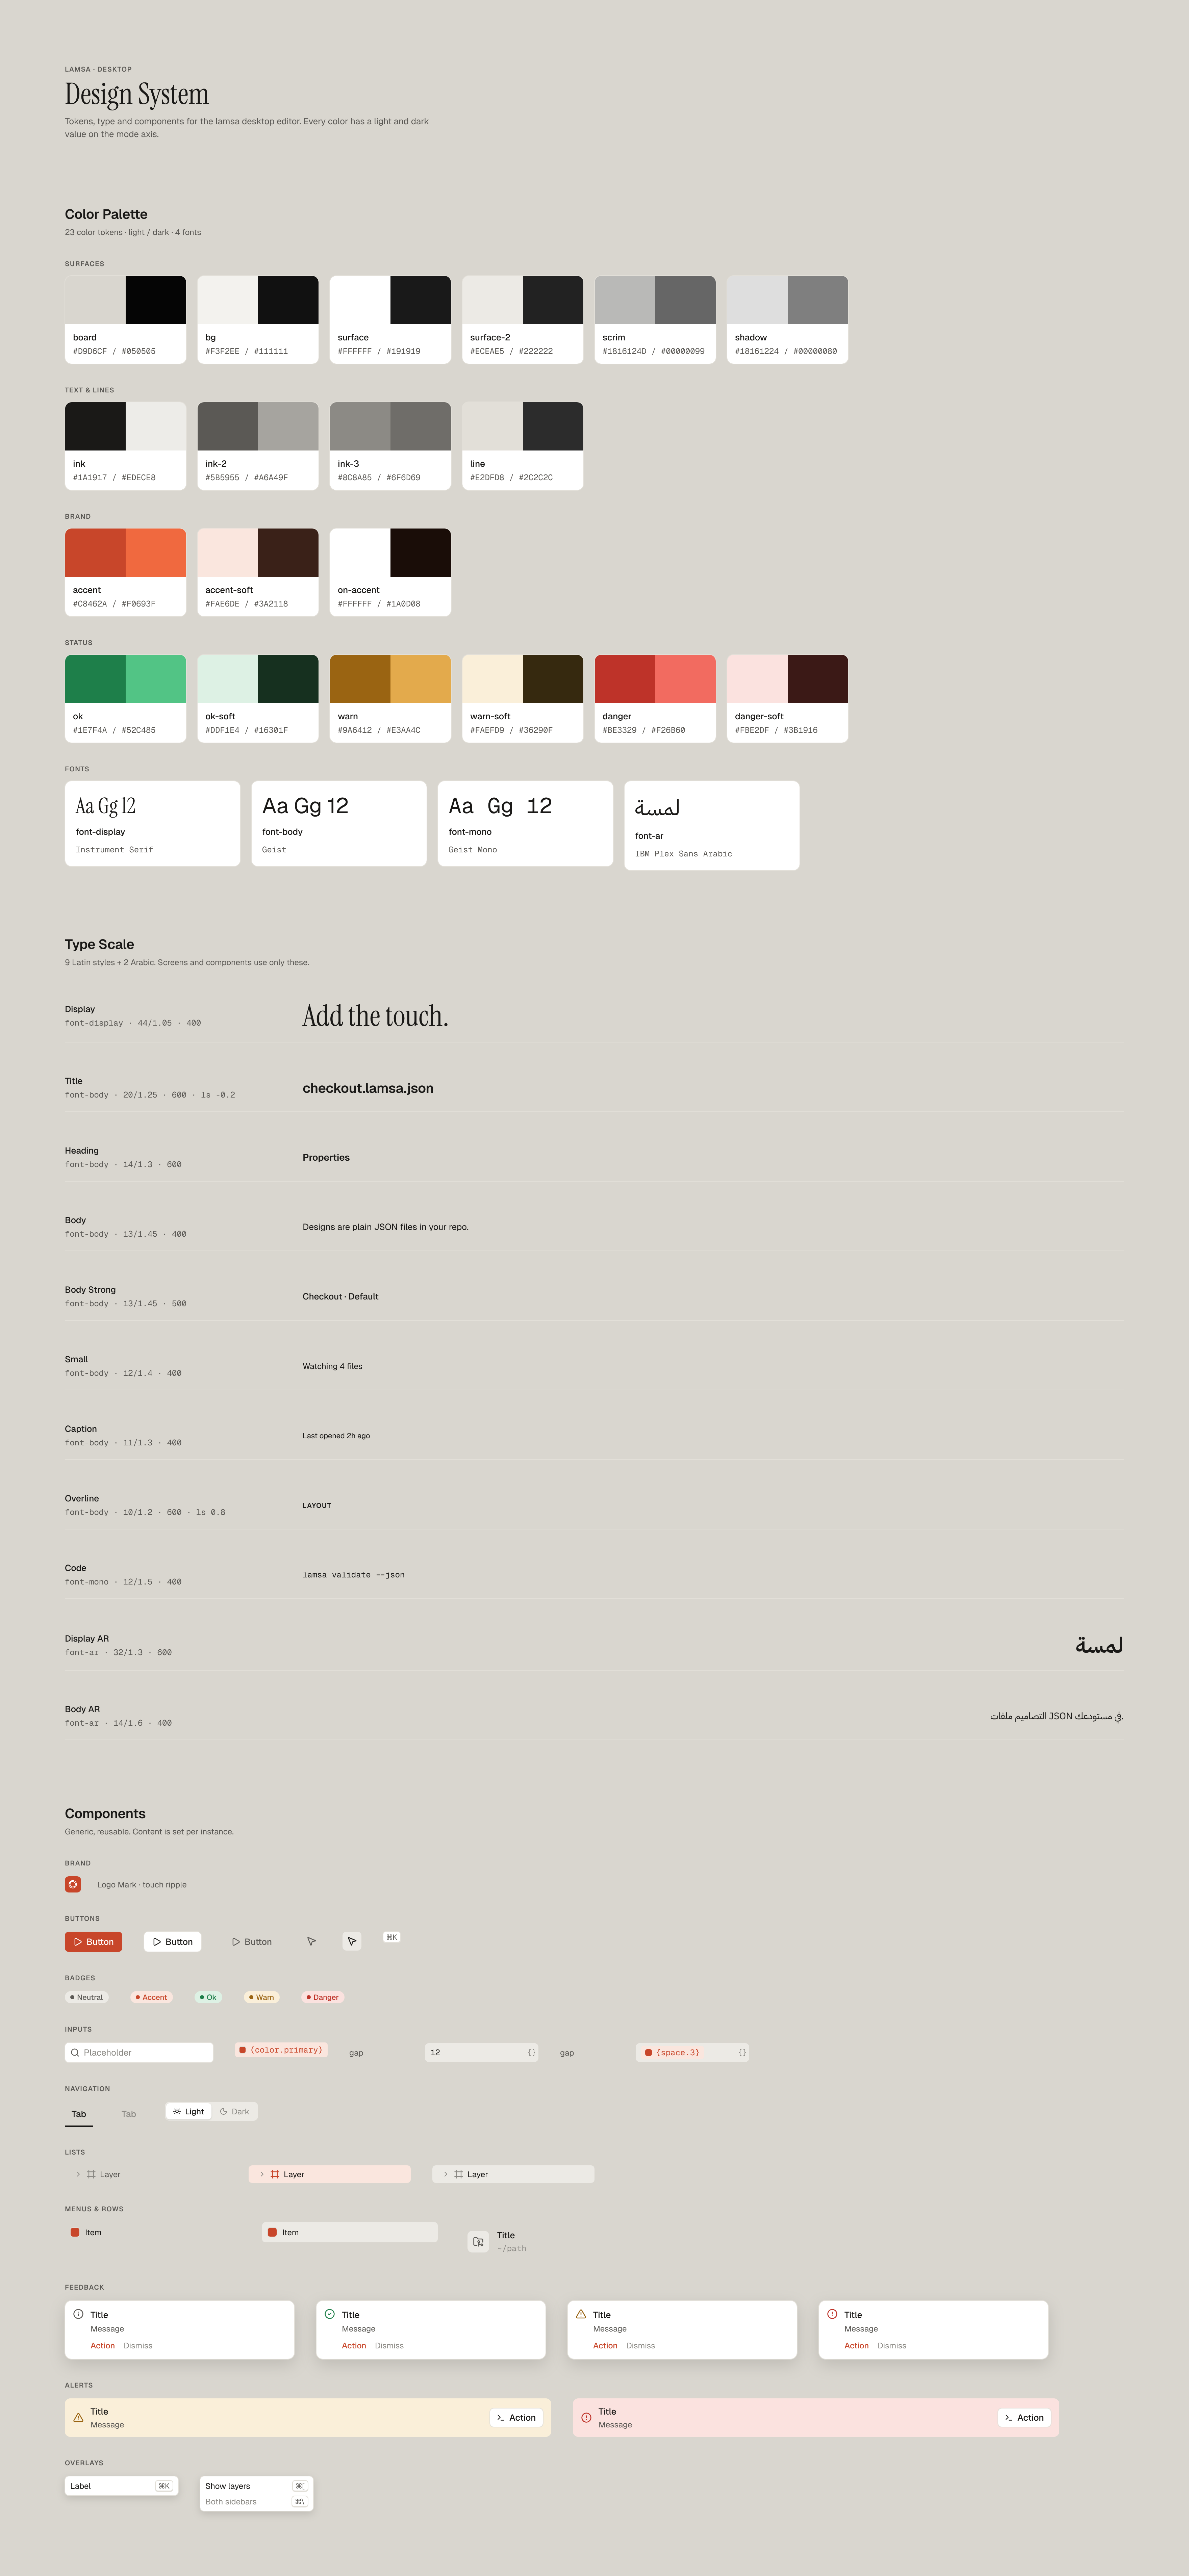 LAMSA · DESKTOP
Design System
Tokens, type and components for the lamsa desktop editor. Every color has a light and dark
value on the mode axis.
Color Palette
23 color tokens · light / dark · 4 fonts
SURFACES
board
#D9D6CF / #050505
bg
#F3F2EE / #111111
surface
#FFFFFF / #191919
surface-2
#ECEAE5 / #222222
scrim
#1816124D / #00000099
shadow
#18161224 / #00000080
TEXT & LINES
ink
#1A1917 / #EDECE8
ink-2
#5B5955 / #A6A49F
ink-3
#8C8A85 / #6F6D69
line
#E2DFD8 / #2C2C2C
BRAND
accent
#C8462A / #F0693F
accent-soft
#FAE6DE / #3A2118
on-accent
#FFFFFF / #1A0D08
STATUS
ok
#1E7F4A / #52C485
ok-soft
#DDF1E4 / #16301F
warn
#9A6412 / #E3AA4C
warn-soft
#FAEFD9 / #36290F
danger
#BE3329 / #F26B60
danger-soft
#FBE2DF / #3B1916
FONTS
Aa Gg 12
font-display
Instrument Serif
Aa Gg 12
font-body
Geist
Aa Gg 12
font-mono
Geist Mono
لمسة
font-ar
IBM Plex Sans Arabic
Type Scale
9 Latin styles + 2 Arabic. Screens and components use only these.
Display
font-display · 44/1.05 · 400
Add the touch.
Title
font-body · 20/1.25 · 600 · ls -0.2
checkout.lamsa.json
Heading
font-body · 14/1.3 · 600
Properties
Body
font-body · 13/1.45 · 400
Designs are plain JSON files in your repo.
Body Strong
font-body · 13/1.45 · 500
Checkout · Default
Small
font-body · 12/1.4 · 400
Watching 4 files
Caption
font-body · 11/1.3 · 400
Last opened 2h ago
Overline
font-body · 10/1.2 · 600 · ls 0.8
LAYOUT
Code
font-mono · 12/1.5 · 400
lamsa validate --json
Display AR
font-ar · 32/1.3 · 600
لمسة
Body AR
font-ar · 14/1.6 · 400
التصاميم ملفات JSON في مستودعك.
Components
Generic, reusable. Content is set per instance.
BRAND
Logo Mark · touch ripple
BUTTONS
Button
Button
Button
⌘K
BADGES
Neutral
Accent
Ok
Warn
Danger
INPUTS
Placeholder
{color.primary}
gap
12
{}
gap
{space.3}
{}
NAVIGATION
Tab
Tab
Light
Dark
LISTS
Layer
Layer
Layer
MENUS & ROWS
Item
Item
Title
~/path
FEEDBACK
Title
Message
Action Dismiss
Title
Message
Action Dismiss
Title
Message
Action Dismiss
Title
Message
Action Dismiss
ALERTS
Title
Message
Action
Title
Message
Action
OVERLAYS
Label ⌘K
Show layers ⌘[
Both sidebars ⌘\